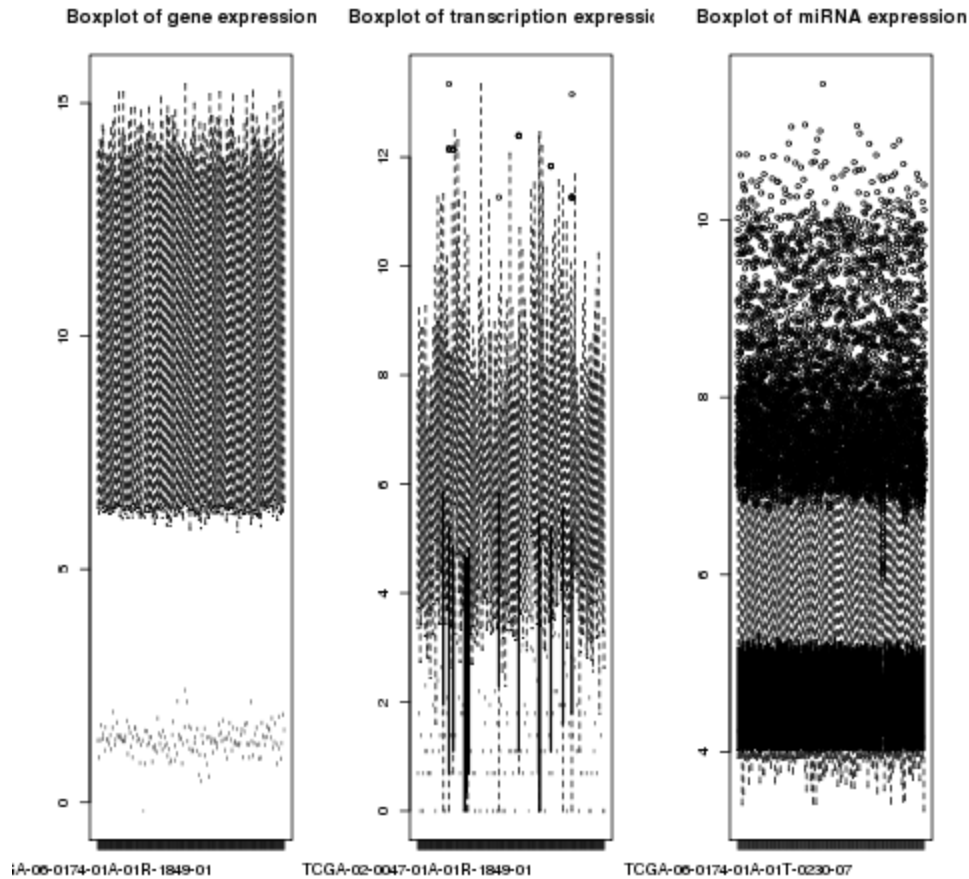 Boxplot of gene expression
Boxplot of transcription expressio
Boxplot of miRNA expression
15
10
5
0
12
10
8
6
4
2
0
10
8
6
4
GA-06-0174-01A-01R-1849-01
TCGA-02-0047-01A-01R-1849-01
TCGA-06-0174-01A-01T-0230-07